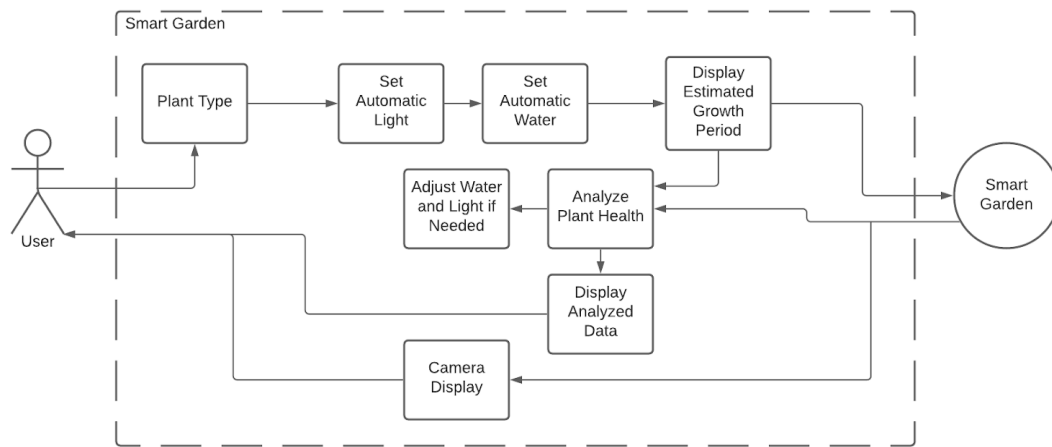 Smart Garden
Plant Type
Set
Automatic
Light
Set
Automatic
Water
Display
Estimated
Growth
Period
Adjust Water
and Light if
Needed
Analyze
Plant Health
Smart
Garden
User
Display
Analyzed
Data
Camera
Display